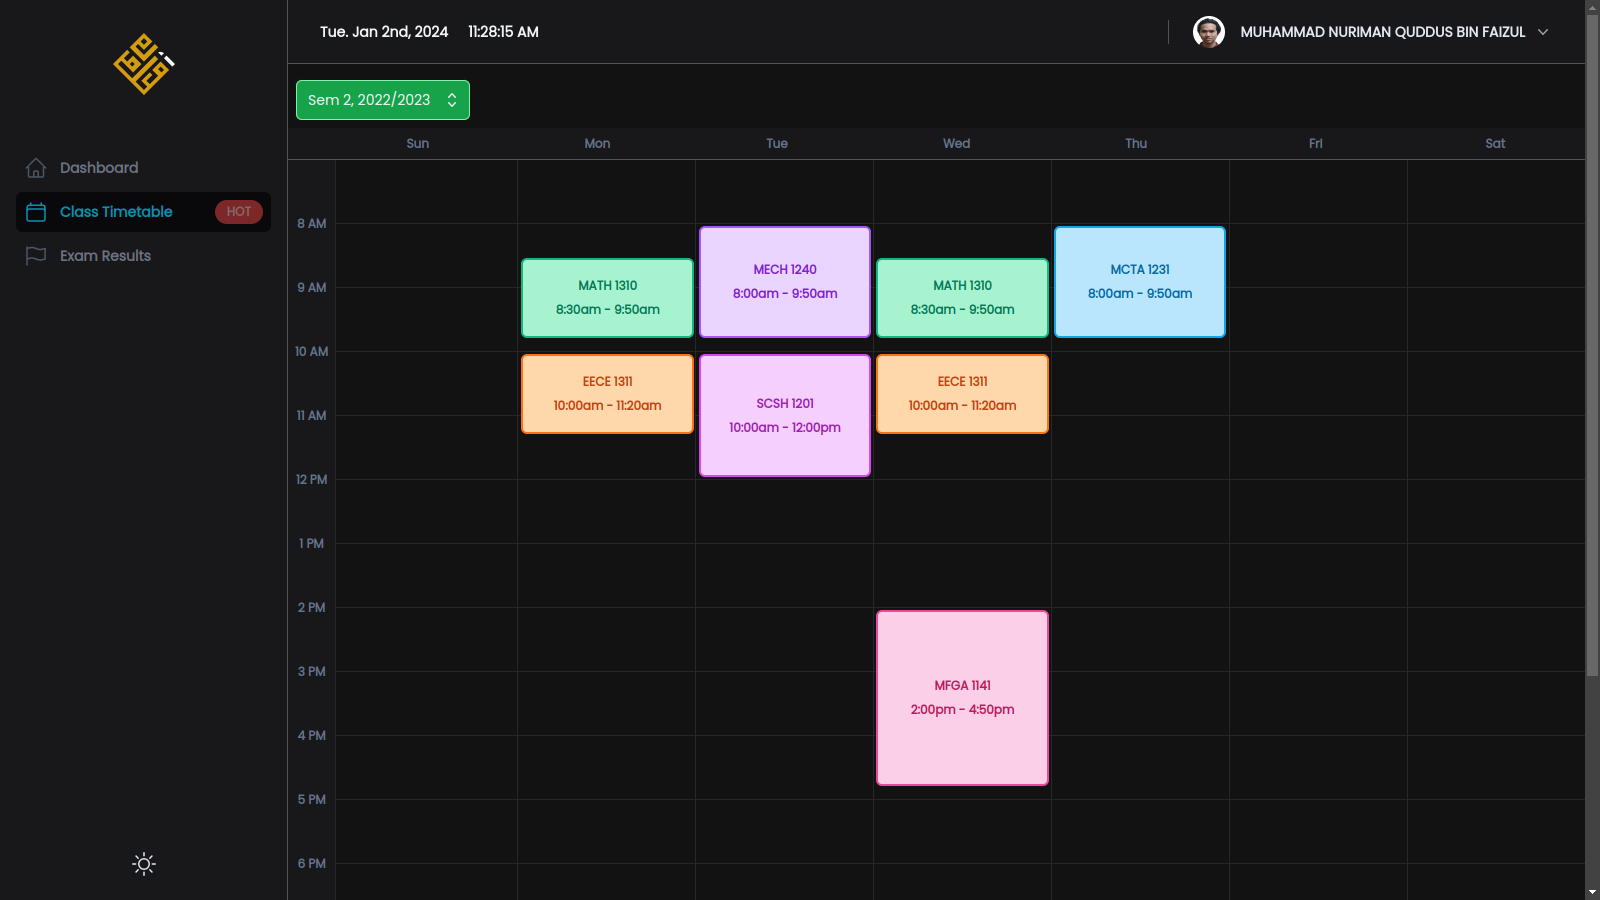 Tue. Jan 2nd, 2024 11:28:15 AM
MUHAMMAD NURIMAN QUDDUS BIN FAIZUL
Dashboard
Class Timetable HOT
Exam Results
Sem 2, 2022/2023
Sun Mon Tue Wed Thu Fri Sat
8 AM
9 AM
10 AM
11 AM
12 PM
1 PM
2 PM
3 PM
4 PM
5 PM
6 PM
MATH 1310
8:30am - 9:50am
EECE 1311
10:00am - 11:20am
MECH 1240
8:00am - 9:50am
SCSH 1201
10:00am - 12:00pm
MATH 1310
8:30am - 9:50am
EECE 1311
10:00am - 11:20am
MFGA 1141
2:00pm - 4:50pm
MCTA 1231
8:00am - 9:50am